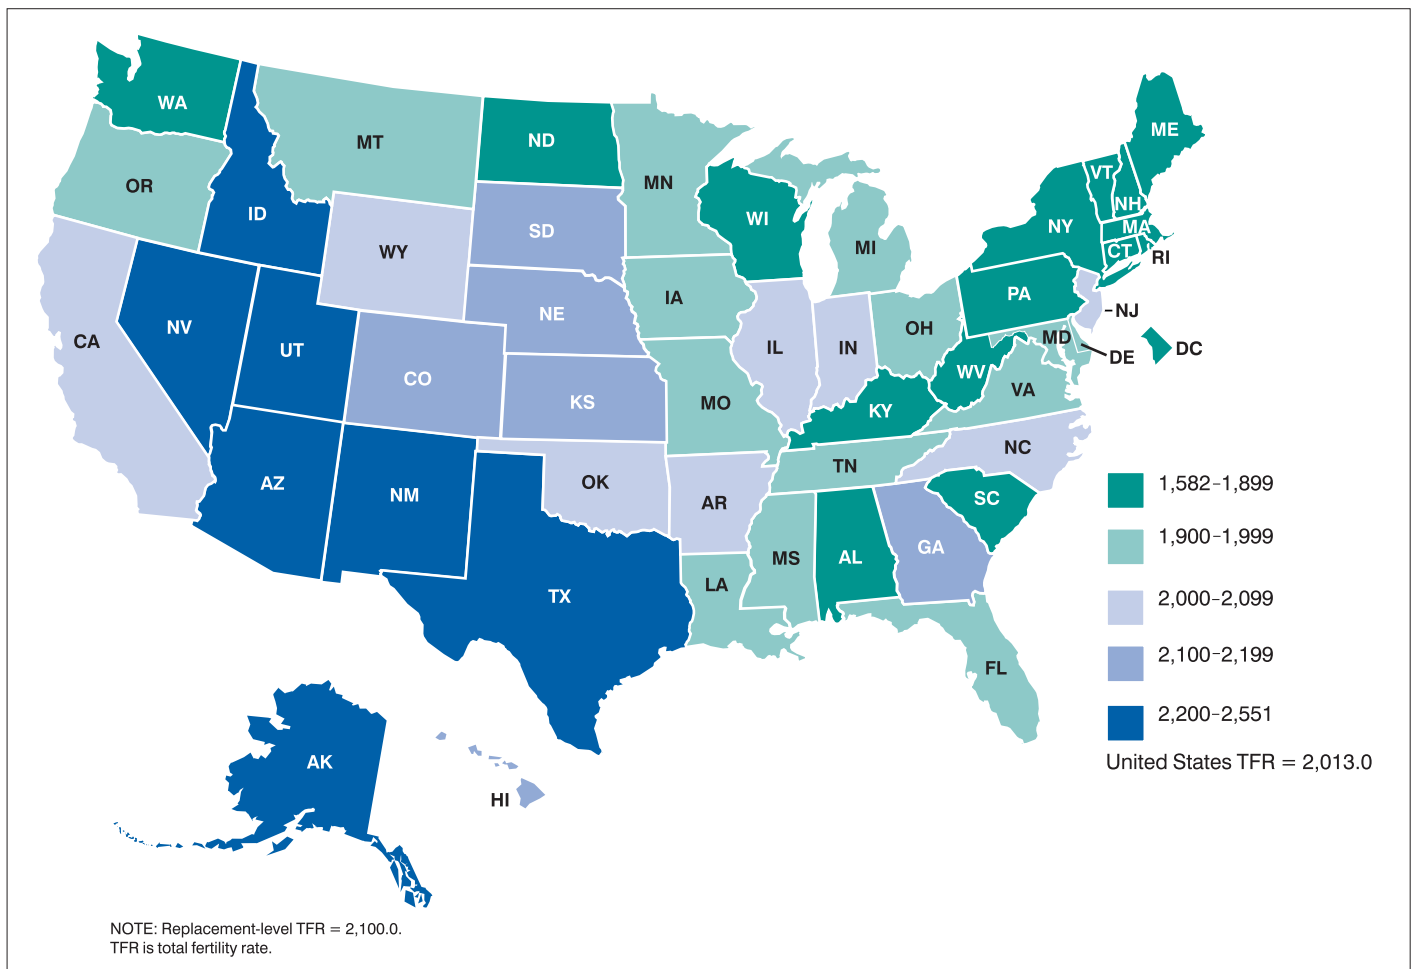 WA
ME
MT
ND
VT
MN
OR
NH
ID
WI
NY
MA
SD
MI
CT
WY
RI
PA
IA
NE
NJ
NV
OH
MD
CA
UT
IL
IN
DE
DC
CO
WV
VA
KS
MO
KY
NC
TN
AZ
OK
NM
AR
SC
GA
MS
AL
LA
TX
FL
AK
HI
1,582–1,899
1,900–1,999
2,000–2,099
2,100–2,199
2,200–2,551
United States TFR = 2,013.0
NOTE: Replacement-level TFR = 2,100.0.
TFR is total fertility rate.